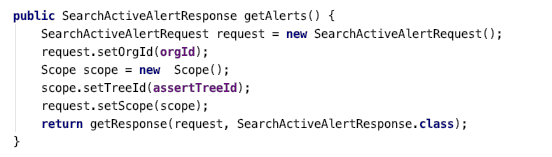 public SearchActiveAlertResponse getAlerts() {
    SearchActiveAlertRequest request = new SearchActiveAlertRequest();
    request.setOrgId(orgId);
    Scope scope = new  Scope();
    scope.setTreeId(assertTreeId);
    request.setScope(scope);
    return getResponse(request, SearchActiveAlertResponse.class);
}